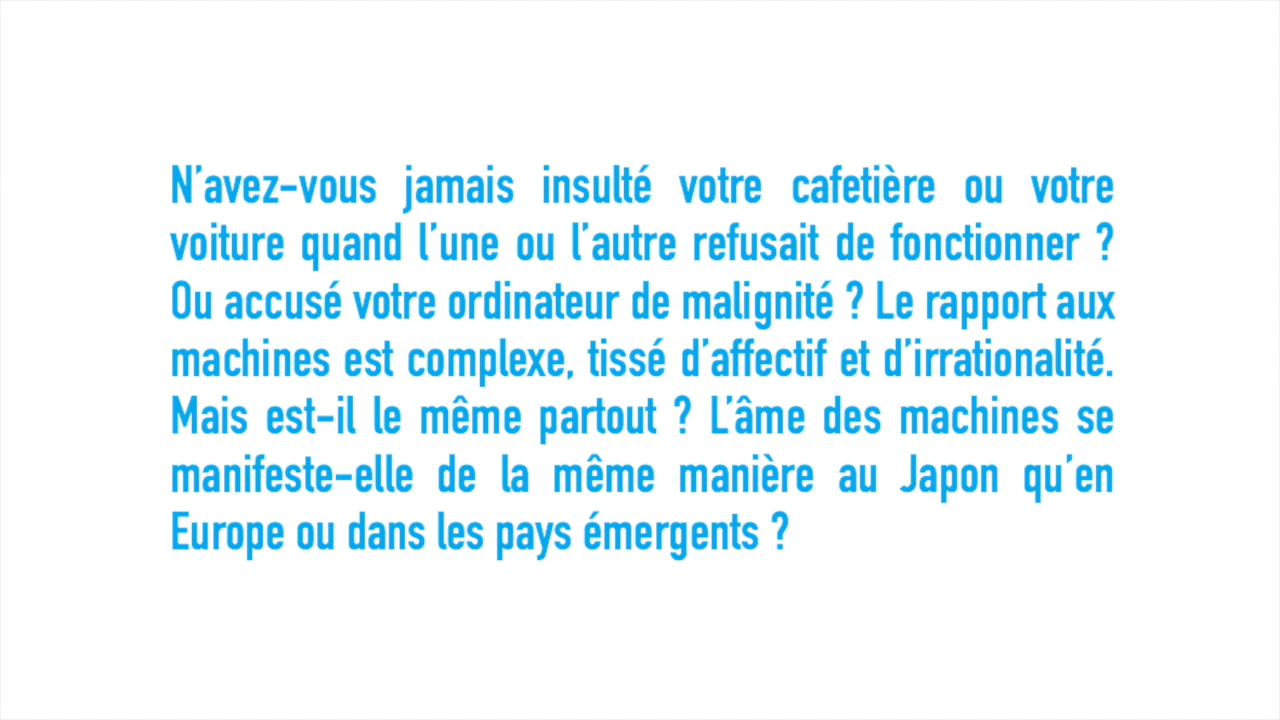 N’avez-vous jamais insulté votre cafetière ou votre
voiture quand l’une ou l’autre refusait de fonctionner ?
Ou accusé votre ordinateur de malignité ? Le rapport aux
machines est complexe, tissé d’affectif et d’irrationalité.
Mais est-il le même partout ? L’âme des machines se
manifeste-elle de la même manière au Japon qu’en
Europe ou dans les pays émergents ?